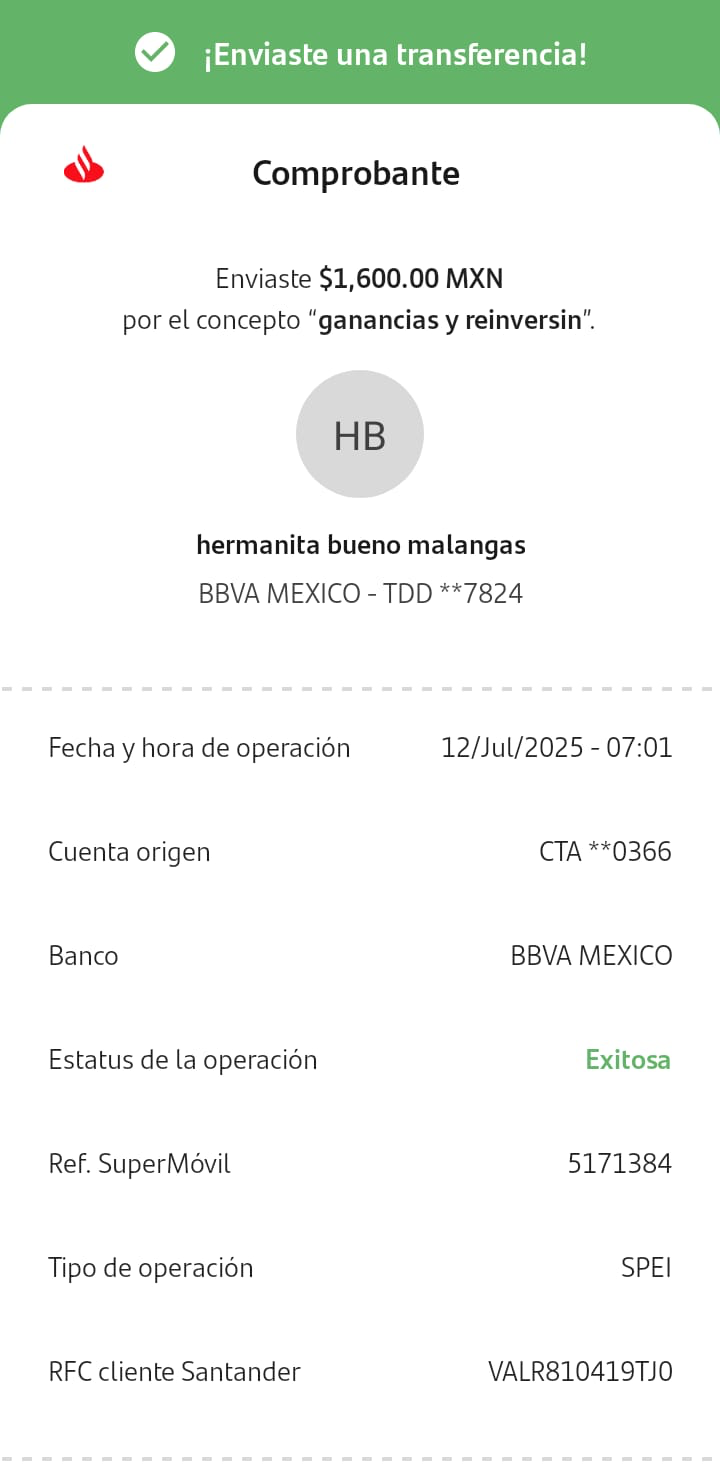 ¡Enviaste una transferencia!
Comprobante
Enviaste $1,600.00 MXN
por el concepto “ganancias y reinversin”.
HB
hermanita bueno malangas
BBVA MEXICO - TDD **7824
Fecha y hora de operación 12/Jul/2025 - 07:01
Cuenta origen CTA **0366
Banco BBVA MEXICO
Estatus de la operación Exitosa
Ref. SuperMóvil 5171384
Tipo de operación SPEI
RFC cliente Santander VALR810419TJ0